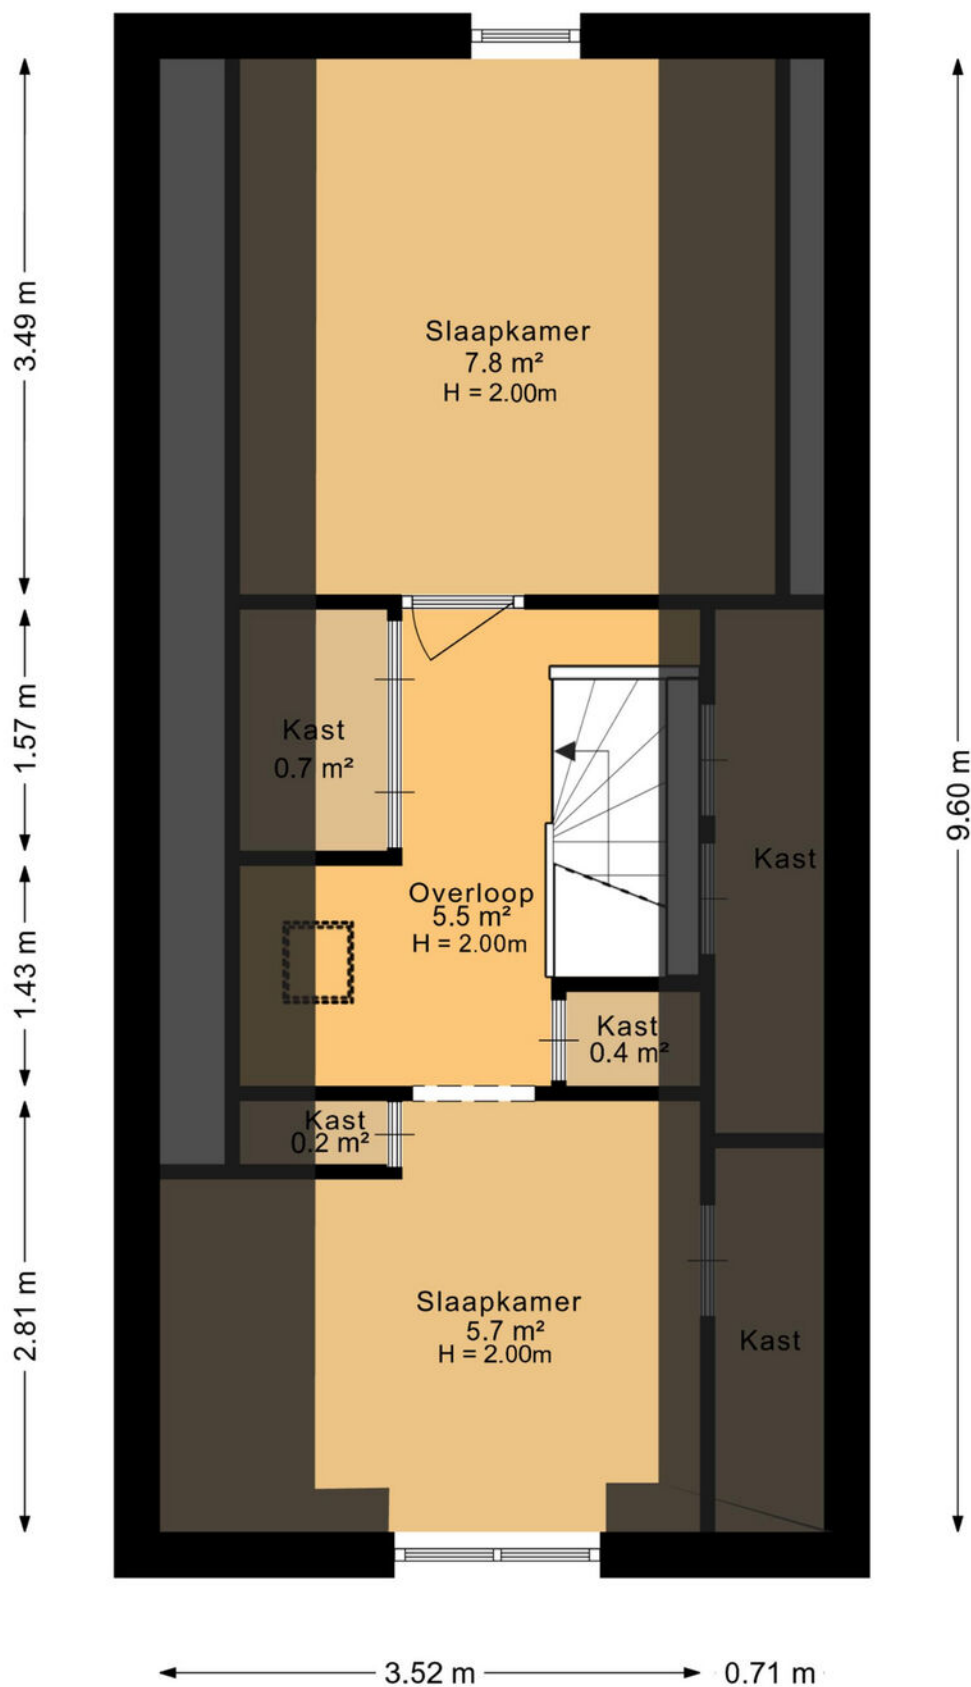 3.49 m
Slaapkamer
7.8 m²
H = 2.00m
1.57 m
Kast
0.7 m²
9.60 m
Kast
1.43 m
Overloop
5.5 m²
H = 2.00m
Kast
0.4 m²
Kast
0.2 m²
2.81 m
Slaapkamer
5.7 m²
H = 2.00m
Kast
3.52 m
0.71 m